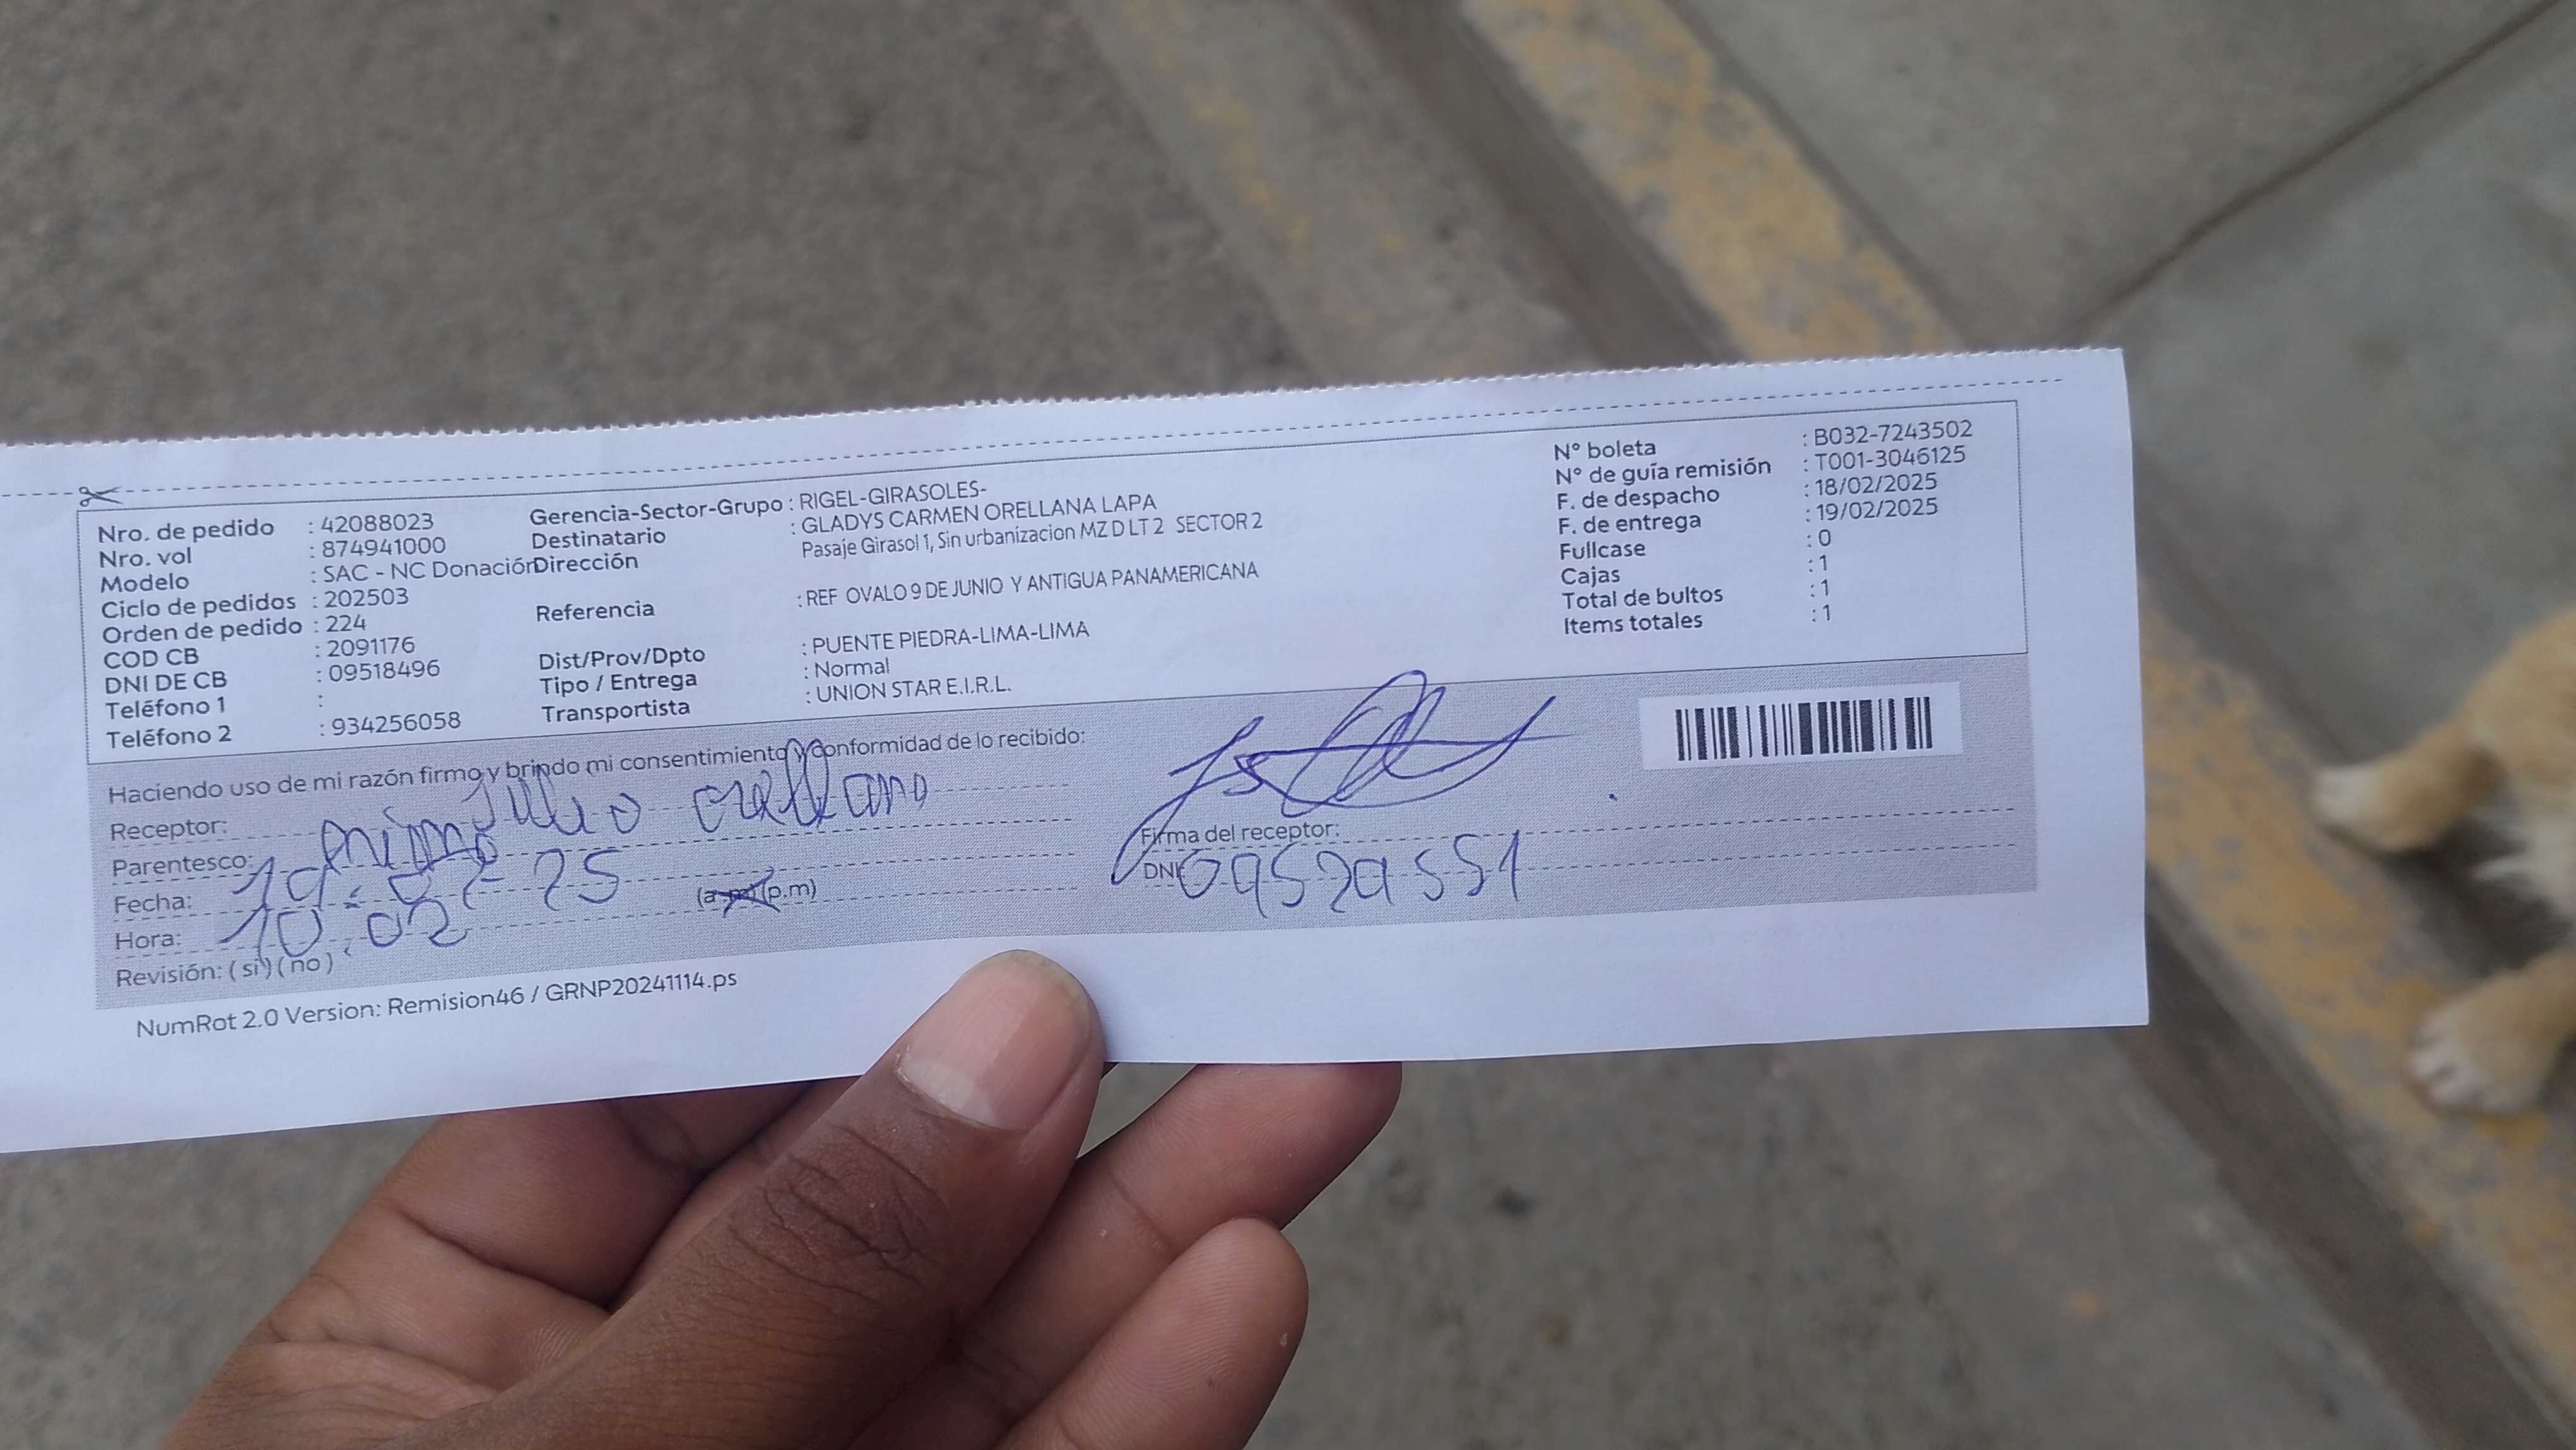 Nro. de pedido : 42088023
Nro. vol : 874941000
Modelo : SAC - NC Donación
Ciclo de pedidos : 202503
Orden de pedido : 224
COD CB : 2091176
DNI DE CB : 09518496
Teléfono 1 :
Teléfono 2 : 934256058
Gerencia-Sector-Grupo : RIGEL-GIRASOLES-
Destinatario : GLADYS CARMEN ORELLANA LAPA
Dirección Pasaje Girasol 1, Sin urbanizacion MZ D LT 2 SECTOR 2
Referencia : REF OVALO 9 DE JUNIO Y ANTIGUA PANAMERICANA
Dist/Prov/Dpto : PUENTE PIEDRA-LIMA-LIMA
Tipo / Entrega : Normal
Transportista : UNION STAR E.I.R.L.
N° boleta : B032-7243502
N° de guía remisión : T001-3046125
F. de despacho : 18/02/2025
F. de entrega : 19/02/2025
Fullcase : 0
Cajas : 1
Total de bultos : 1
Items totales : 1
Haciendo uso de mi razón firmo y brindo mi consentimiento y conformidad de lo recibido:
Receptor: Julio orellano
Parentesco:
Fecha: 19-02-25
Hora: 10:02 (a.m) (p.m)
Revisión: (si) (no)
Firma del receptor:
DNI 09529551
NumRot 2.0 Version: Remision46 / GRNP20241114.ps